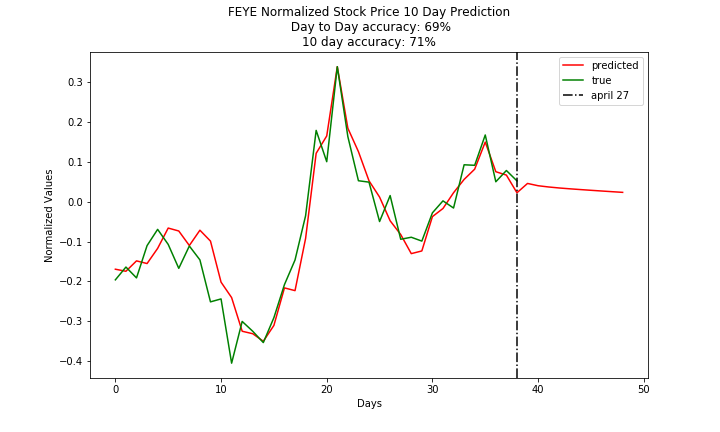 FEYE Normalized Stock Price 10 Day Prediction
Day to Day accuracy: 69%
10 day accuracy: 71%
predicted
true
april 27
Normalized Values
0.3
0.2
0.1
0.0
−0.1
−0.2
−0.3
−0.4
0 10 20 30 40 50
Days